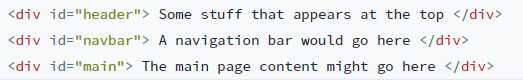 <div id="header"> Some stuff that appears at the top </div>
<div id="navbar"> A navigation bar would go here </div>
<div id="main"> The main page content might go here </div>